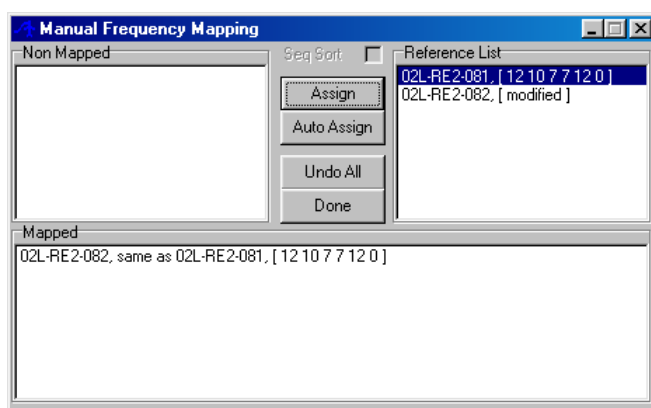 Manual Frequency Mapping
Non Mapped
Seq Sort
Reference List
02L-RE2-081, [ 12 10 7 7 12 0 ]
02L-RE2-082, [ modified ]
Assign
Auto Assign
Undo All
Done
Mapped
02L-RE2-082, same as 02L-RE2-081, [ 12 10 7 7 12 0 ]